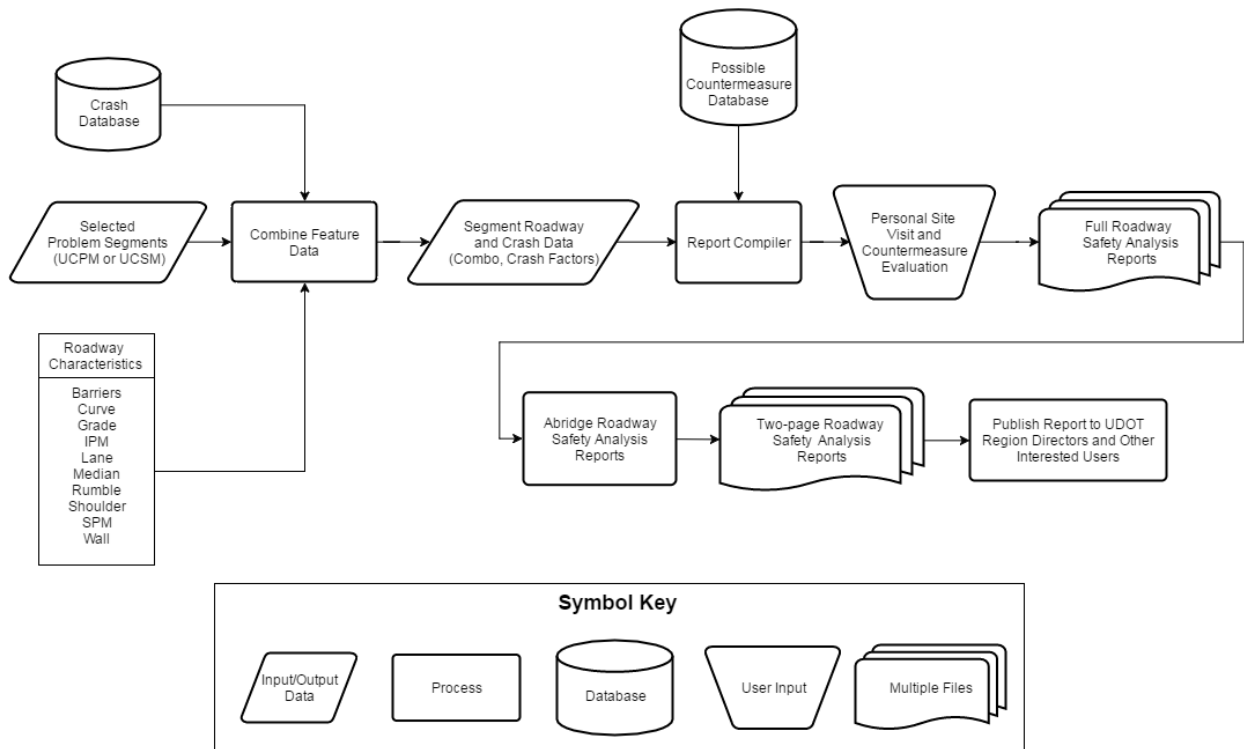 Crash
Database
Possible
Countermeasure
Database
Selected
Problem Segments
(UCPM or UCSM)
Combine Feature
Data
Segment Roadway
and Crash Data
(Combo, Crash Factors)
Report Compiler
Personal Site
Visit and
Countermeasure
Evaluation
Full Roadway
Safety Analysis
Reports
Roadway
Characteristics
Barriers
Curve
Grade
IPM
Lane
Median
Rumble
Shoulder
SPM
Wall
Abridge Roadway
Safety Analysis
Reports
Two-page Roadway
Safety Analysis
Reports
Publish Report to UDOT
Region Directors and Other
Interested Users
Symbol Key
Input/Output
Data
Process
Database
User Input
Multiple Files